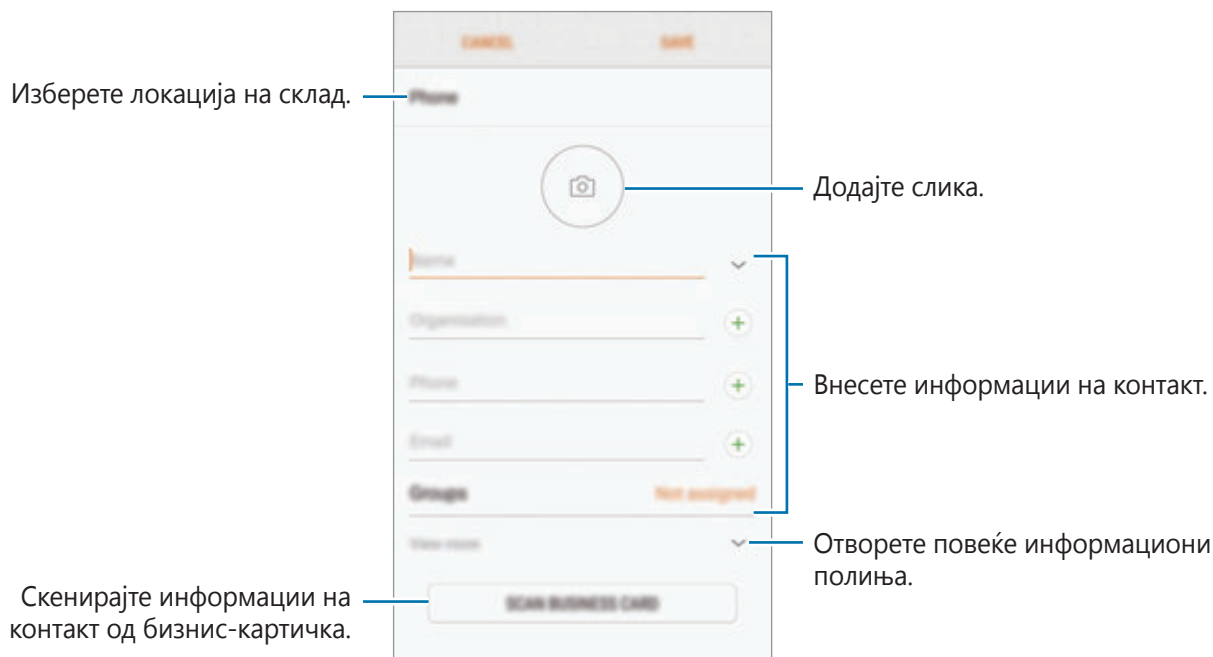 CANCEL SAVE
Изберете локација на склад.
Phone
Додајте слика.
Name
Organisation
Phone
Внесете информации на контакт.
Email
Groups Not assigned
View more
Отворете повеќе информациони
полиња.
Скенирајте информации на
контакт од бизнис-картичка.
SCAN BUSINESS CARD